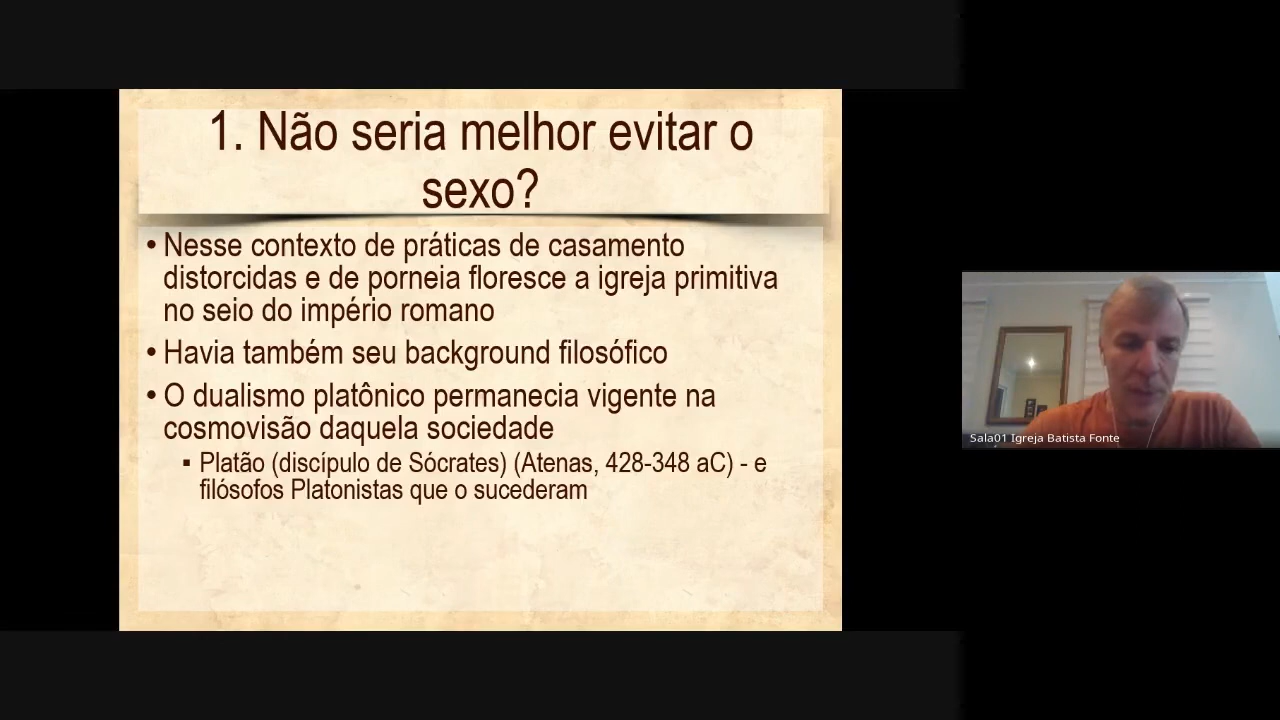 1. Não seria melhor evitar o
sexo?
• Nesse contexto de práticas de casamento
distorcidas e de porneia floresce a igreja primitiva
no seio do império romano
• Havia também seu background filosófico
• O dualismo platônico permanecia vigente na
cosmovisão daquela sociedade
▪ Platão (discípulo de Sócrates) (Atenas, 428-348 aC) - e
filósofos Platonistas que o sucederam
Sala01 Igreja Batista Fonte